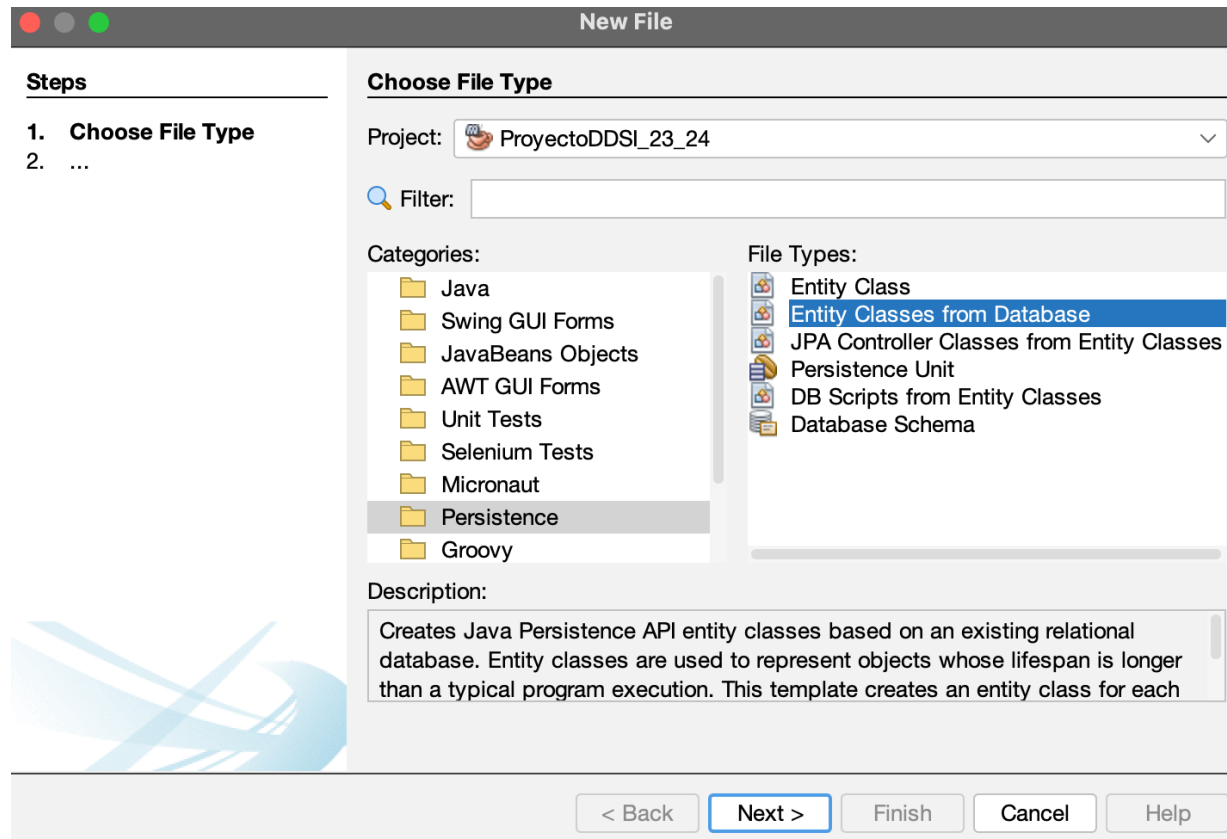 New File
Steps
1. Choose File Type
2. ...
Choose File Type
Project: ProyectoDDSI_23_24
Filter:
Categories:
Java
Swing GUI Forms
JavaBeans Objects
AWT GUI Forms
Unit Tests
Selenium Tests
Micronaut
Persistence
Groovy
File Types:
Entity Class
Entity Classes from Database
JPA Controller Classes from Entity Classes
Persistence Unit
DB Scripts from Entity Classes
Database Schema
Description:
Creates Java Persistence API entity classes based on an existing relational
database. Entity classes are used to represent objects whose lifespan is longer
than a typical program execution. This template creates an entity class for each
< Back Next > Finish Cancel Help